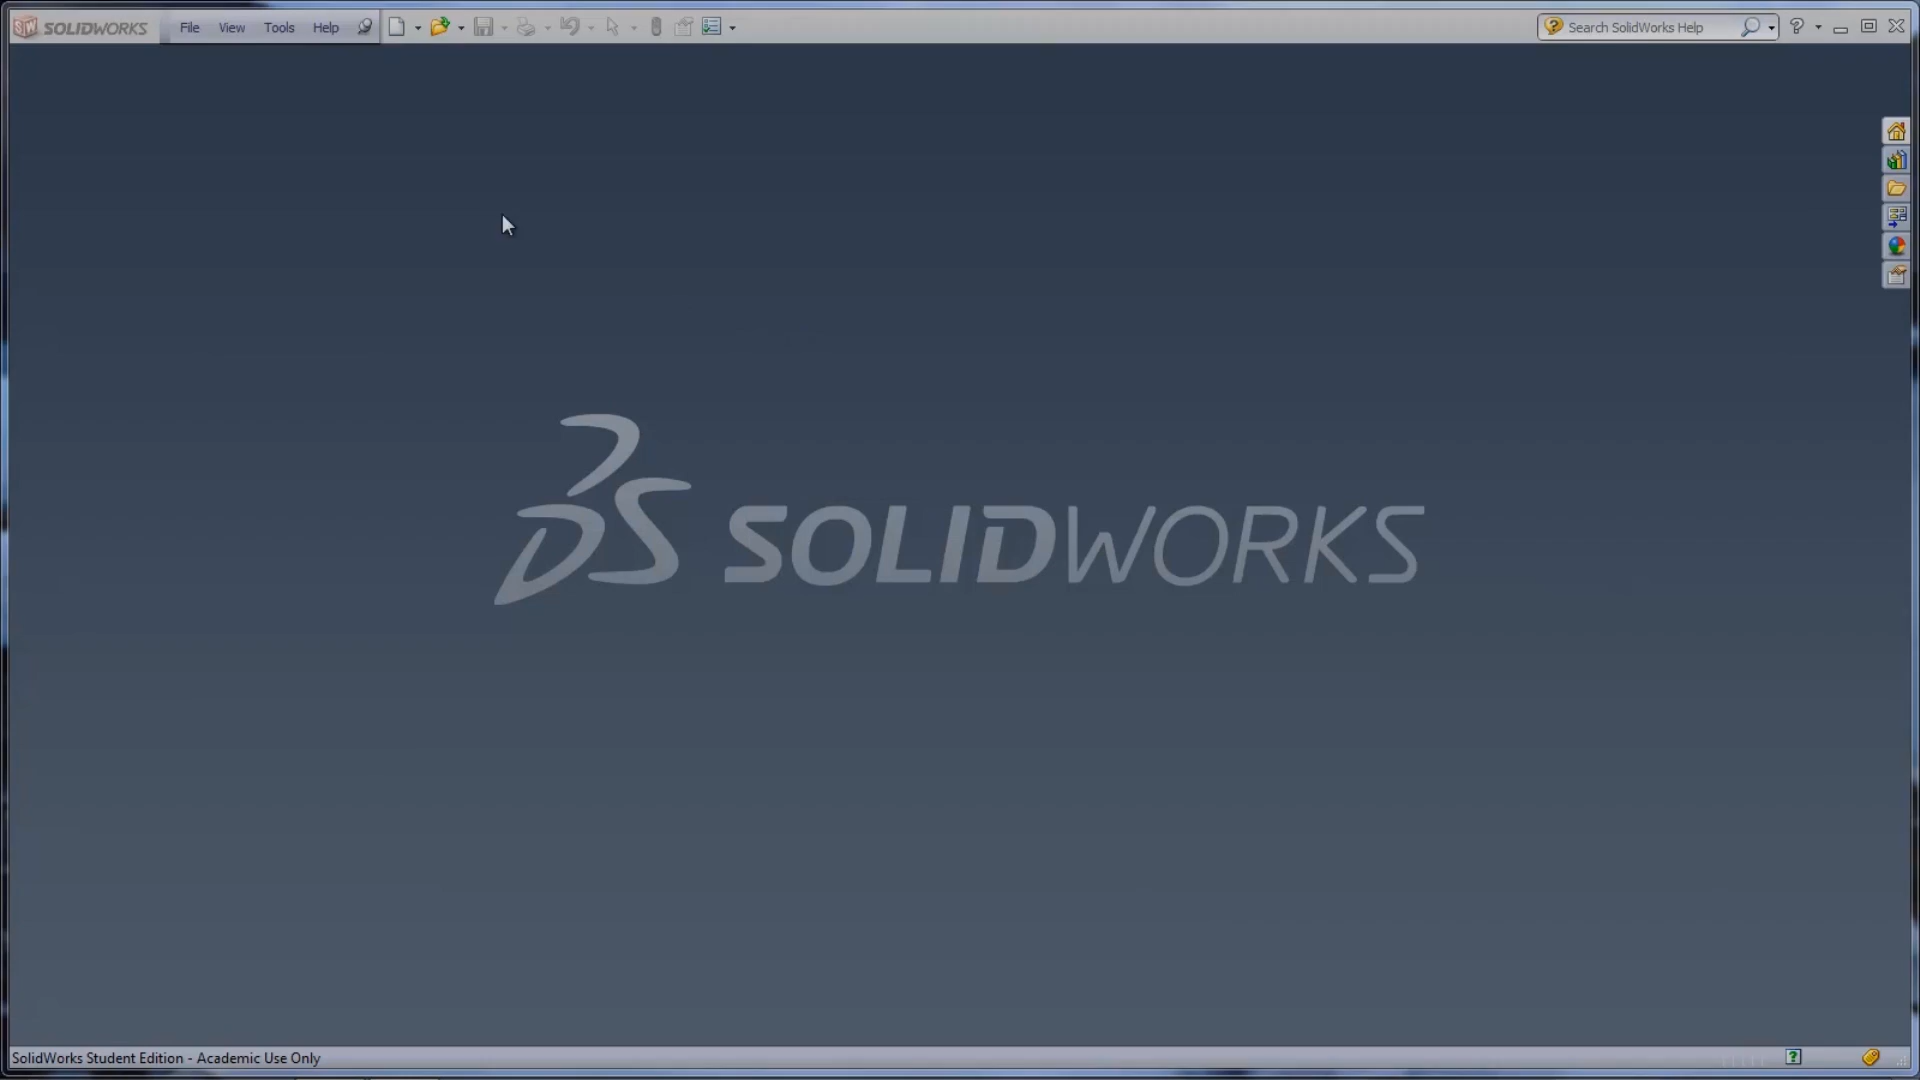 SOLIDWORKS File View Tools Help Search SolidWorks Help
SOLIDWORKS
SolidWorks Student Edition - Academic Use Only